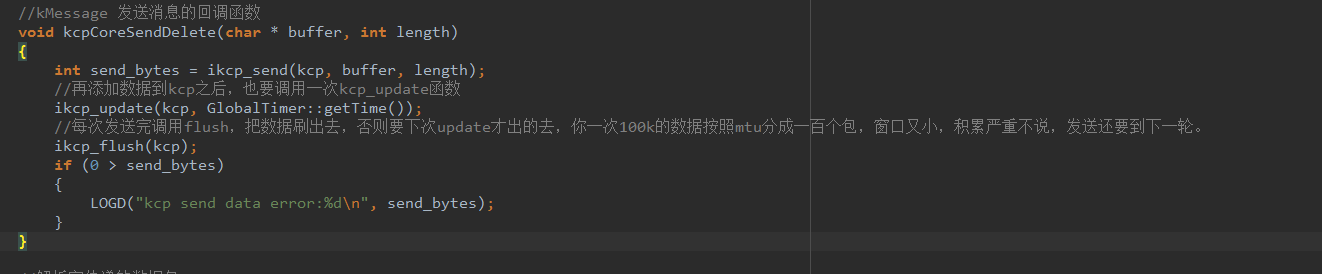 //kMessage 发送消息的回调函数
void kcpCoreSendDelete(char * buffer, int length)
{
    int send_bytes = ikcp_send(kcp, buffer, length);
    //再添加数据到kcp之后，也要调用一次kcp_update函数
    ikcp_update(kcp, GlobalTimer::getTime());
    //每次发送完调用flush，把数据刷出去，否则要下次update才出的去，你一次100k的数据按照mtu分成一百个包，窗口又小，积累严重不说，发送还要到下一轮。
    ikcp_flush(kcp);
    if (0 > send_bytes)
    {
        LOGD("kcp send data error:%d\n", send_bytes);
    }
}